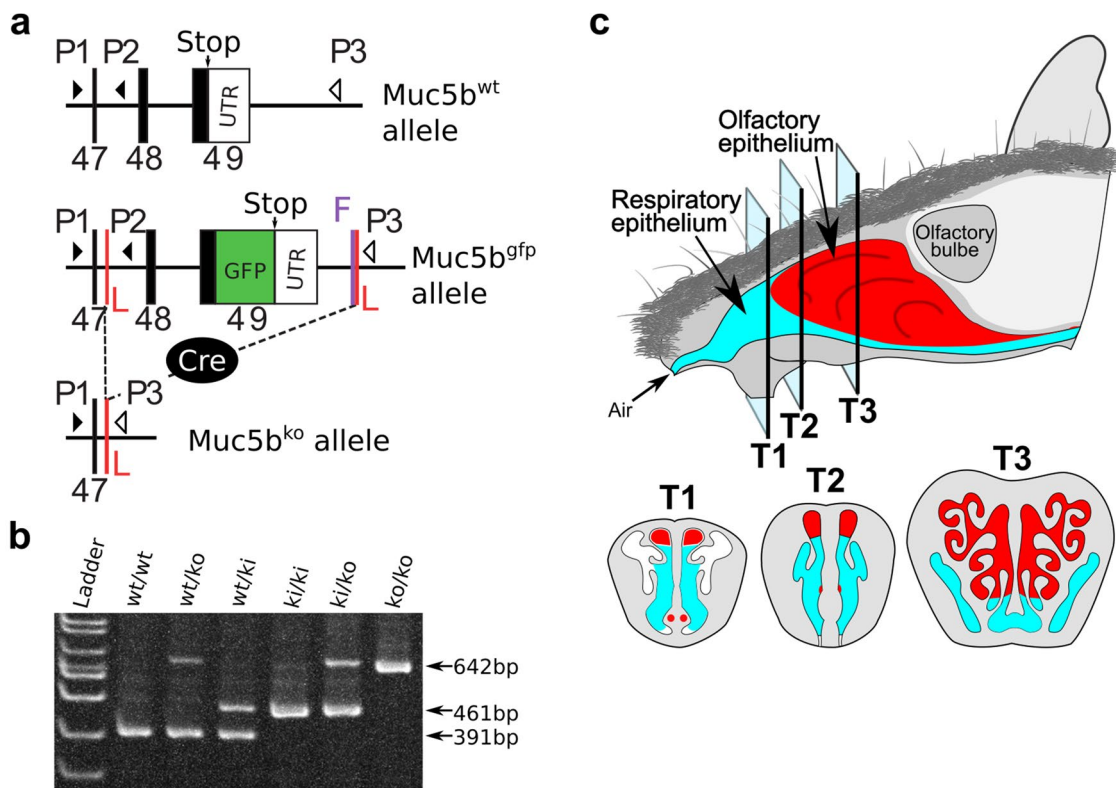 a
P1 P2 Stop P3
UTR
Muc5b^wt
allele
47 48 49
Stop
P1 P2 F P3
GFP UTR
Muc5b^gfp
allele
L L
47 48 49
Cre
P1 P3
Muc5b^ko allele
L
47
b
Ladder wt/wt wt/ko wt/ki ki/ki ki/ko ko/ko
642bp
461bp
391bp
c
Olfactory
epithelium
Respiratory
epithelium
Olfactory
bulbe
Air
T1 T2 T3
T1 T2 T3